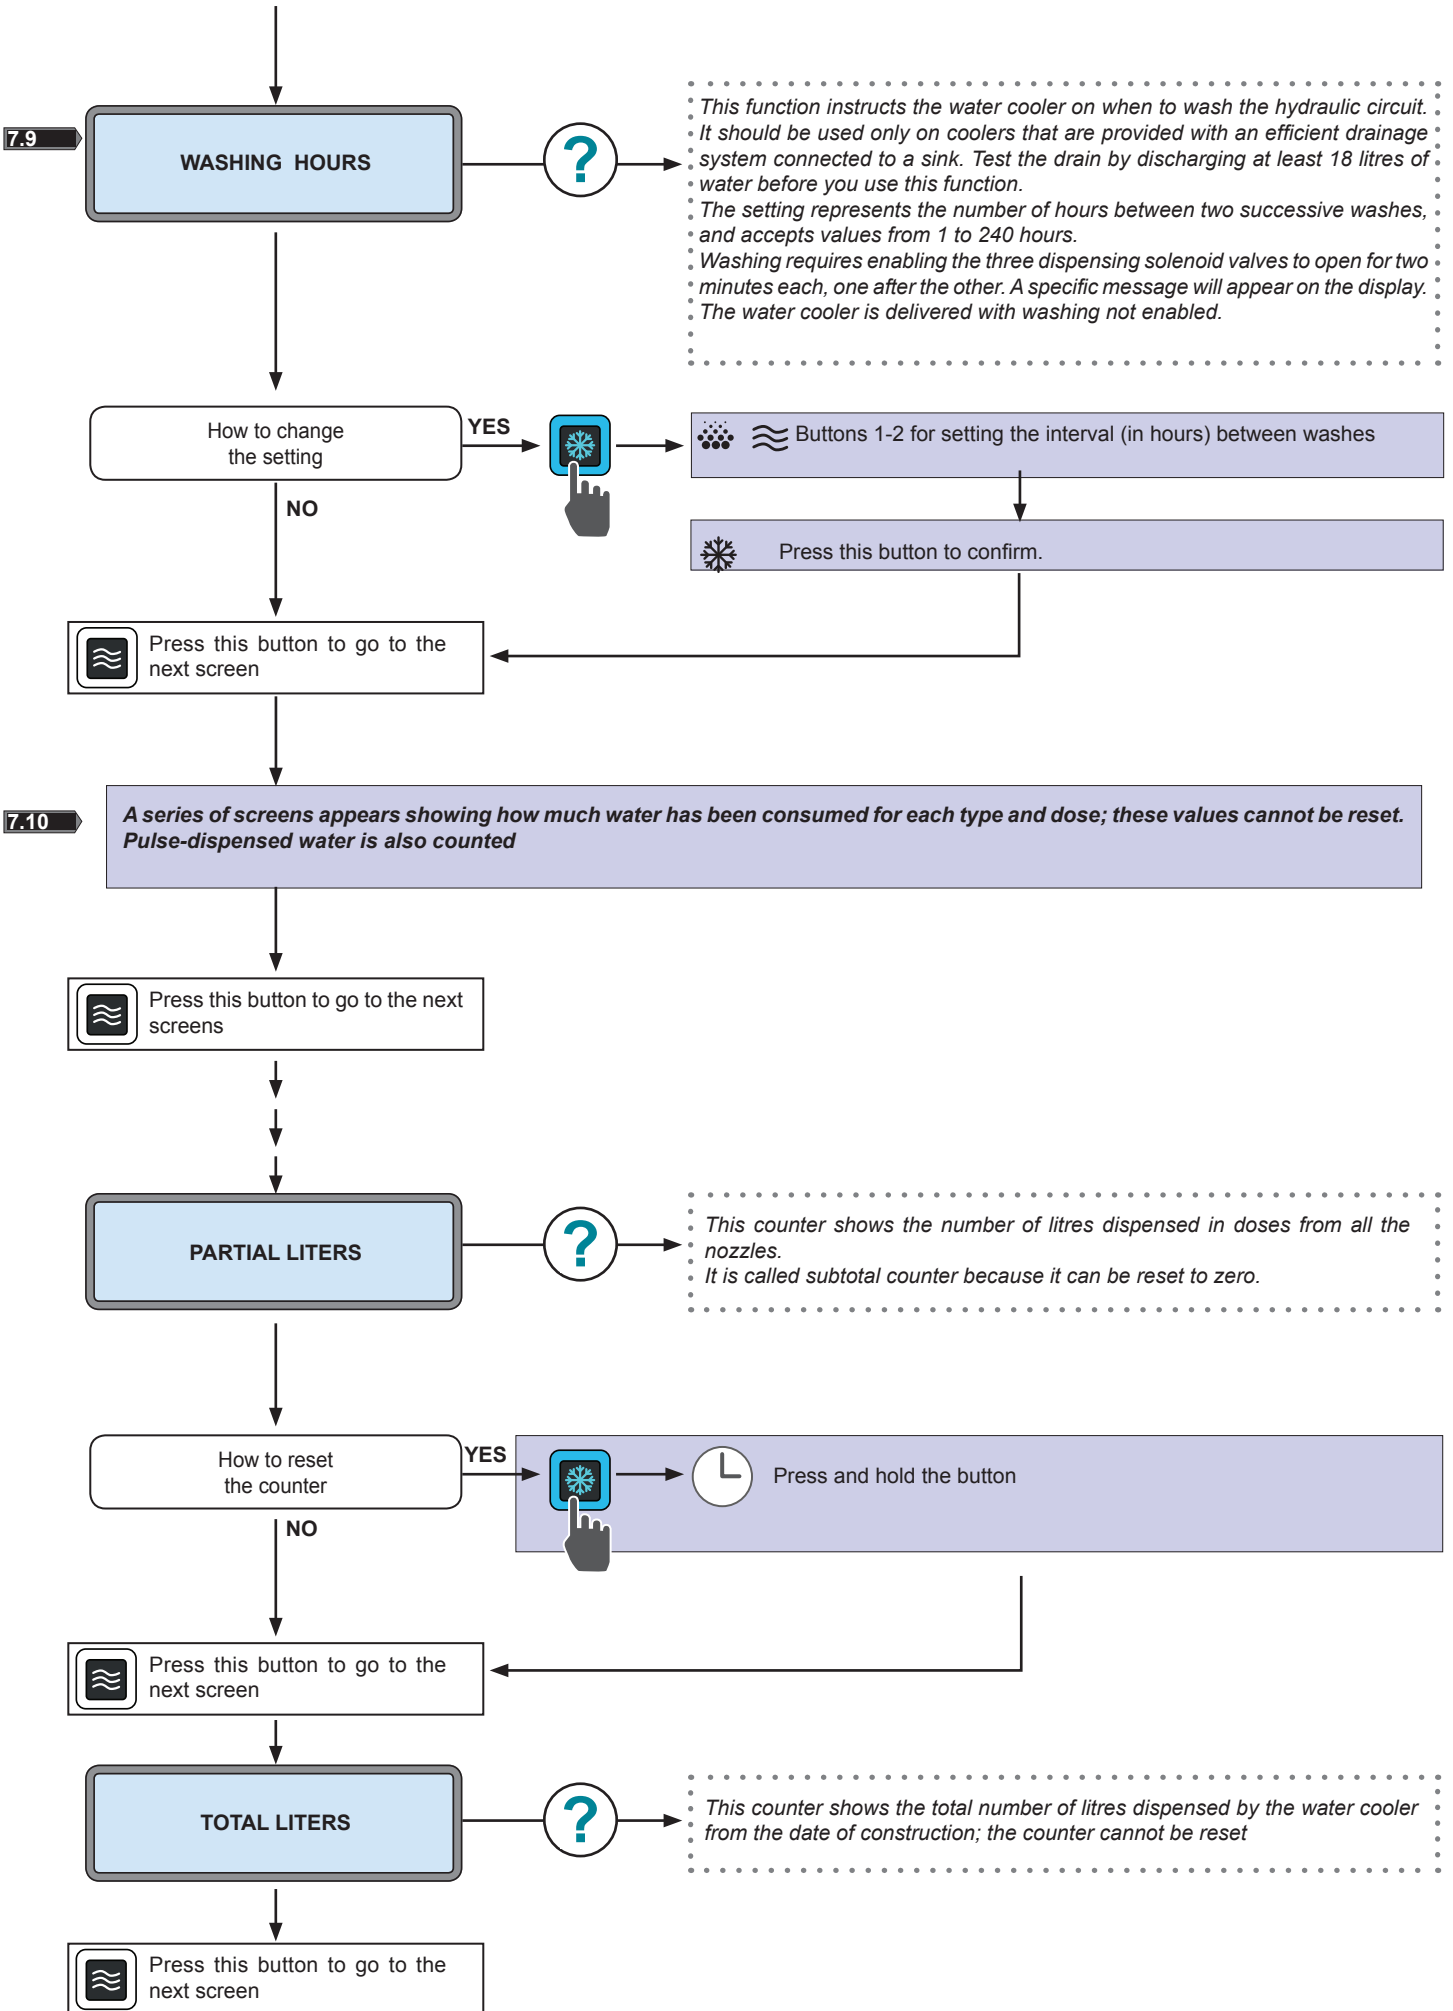 7.9
WASHING HOURS
?
This function instructs the water cooler on when to wash the hydraulic circuit.
It should be used only on coolers that are provided with an efficient drainage
system connected to a sink. Test the drain by discharging at least 18 litres of
water before you use this function.
The setting represents the number of hours between two successive washes,
and accepts values from 1 to 240 hours.
Washing requires enabling the three dispensing solenoid valves to open for two
minutes each, one after the other. A specific message will appear on the display.
The water cooler is delivered with washing not enabled.
How to change
the setting
YES
Buttons 1-2 for setting the interval (in hours) between washes
NO
Press this button to confirm.
Press this button to go to the
next screen
7.10
A series of screens appears showing how much water has been consumed for each type and dose; these values cannot be reset.
Pulse-dispensed water is also counted
Press this button to go to the next
screens
PARTIAL LITERS
?
This counter shows the number of litres dispensed in doses from all the
nozzles.
It is called subtotal counter because it can be reset to zero.
How to reset
the counter
YES
Press and hold the button
NO
Press this button to go to the
next screen
TOTAL LITERS
?
This counter shows the total number of litres dispensed by the water cooler
from the date of construction; the counter cannot be reset
Press this button to go to the
next screen